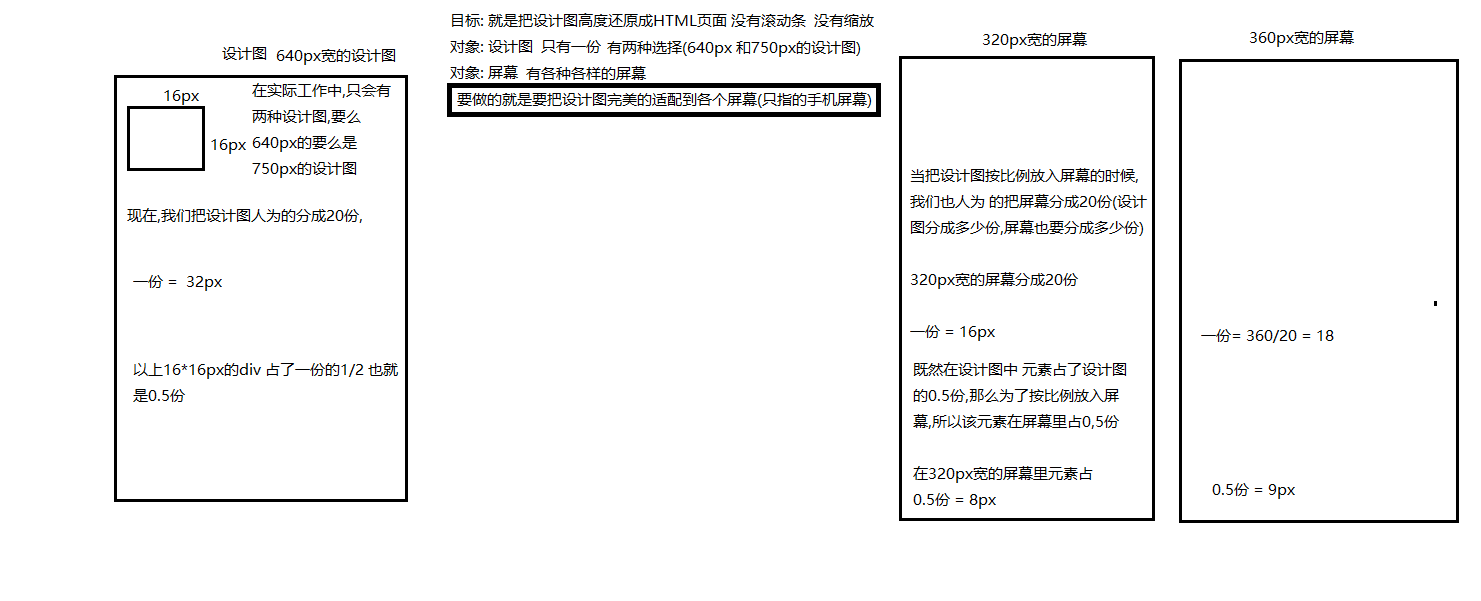 目标: 就是把设计图高度还原成HTML页面 没有滚动条 没有缩放
对象: 设计图 只有一份 有两种选择(640px 和750px的设计图)
对象: 屏幕 有各种各样的屏幕
要做的就是要把设计图完美的适配到各个屏幕(只指的手机屏幕)
设计图 640px宽的设计图
16px
16px
在实际工作中,只会有
两种设计图,要么
640px的要么是
750px的设计图
现在,我们把设计图人为的分成20份,
一份 = 32px
以上16*16px的div 占了一份的1/2 也就
是0.5份
320px宽的屏幕
当把设计图按比例放入屏幕的时候,
我们也人为 的把屏幕分成20份(设计
图分成多少份,屏幕也要分成多少份)
320px宽的屏幕分成20份
一份 = 16px
既然在设计图中 元素占了设计图
的0.5份,那么为了按比例放入屏
幕,所以该元素在屏幕里占0,5份
在320px宽的屏幕里元素占
0.5份 = 8px
360px宽的屏幕
一份= 360/20 = 18
0.5份 = 9px